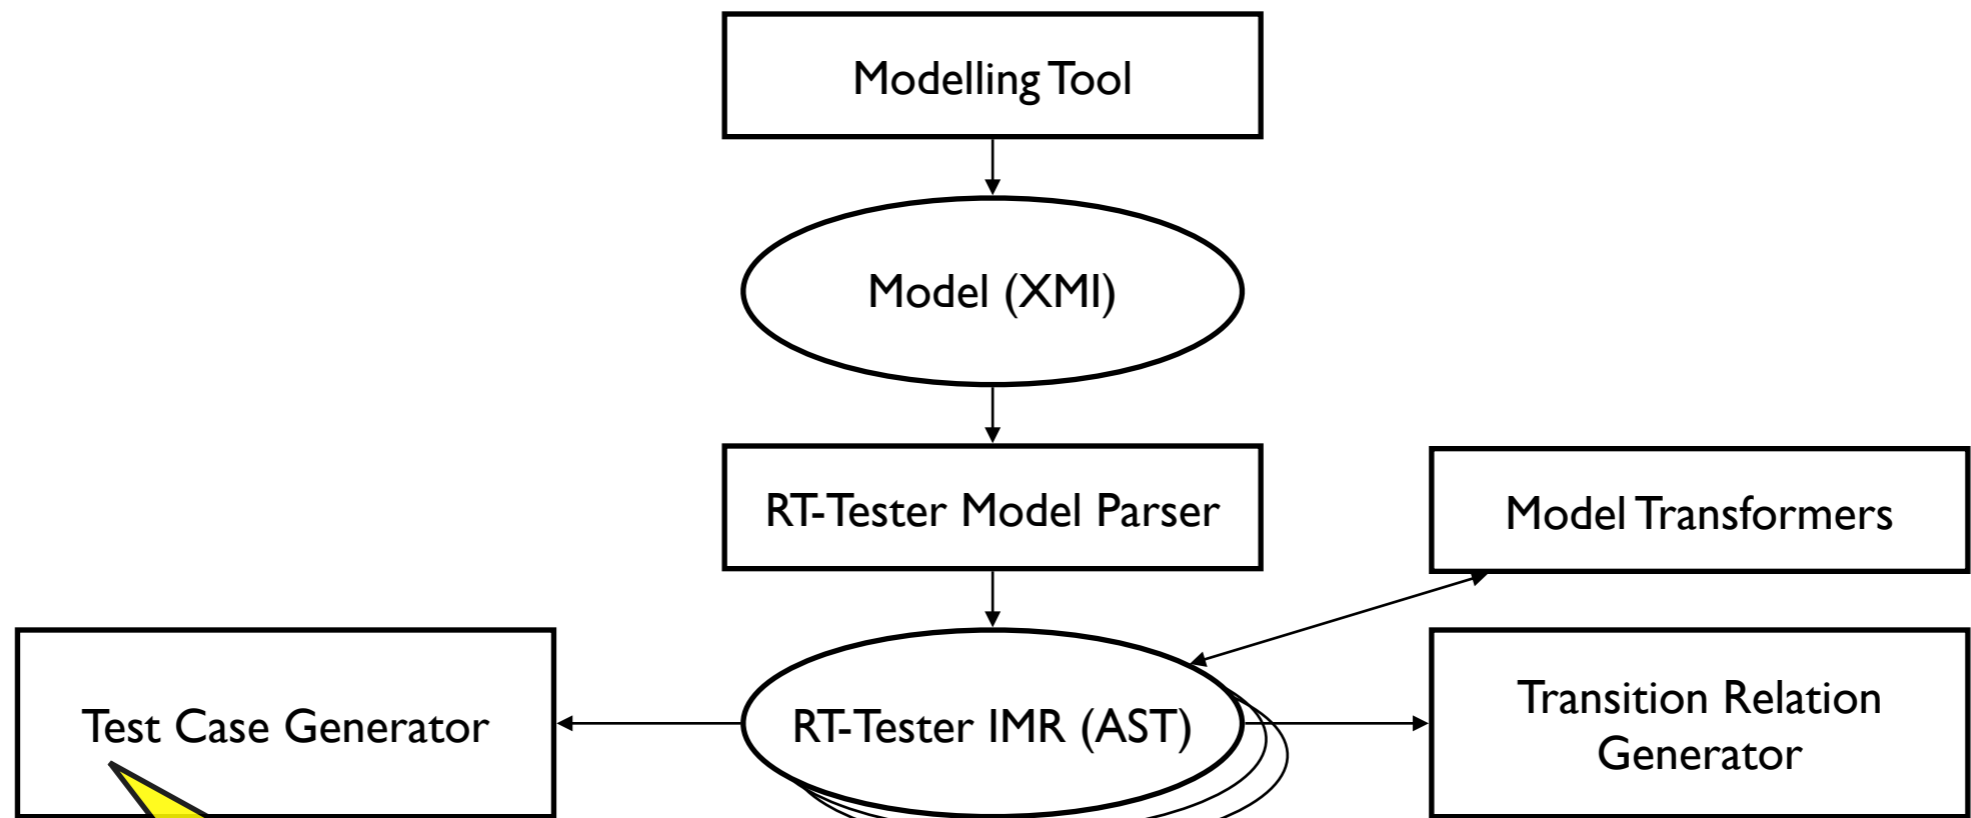 Modelling Tool
Model (XMI)
RT-Tester Model Parser
Model Transformers
Test Case Generator
RT-Tester IMR (AST)
Transition Relation
Generator